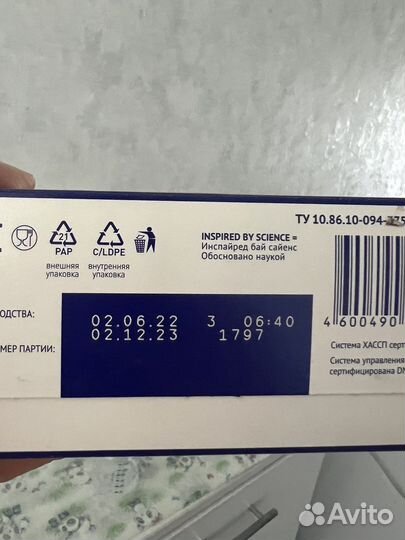 ТУ 10.86.10-094-
INSPIRED BY SCIENCE =
Инспайред бай сайенс
Обосновано наукой
21
PAP
C/LDPE
внешняя
упаковка
внутренняя
упаковка
ОДСТВА:
02.06.22 3 06:40
02.12.23 1797
МЕР ПАРТИИ:
4 600490
Система ХАССП серт
Система управления
сертифицирована DN
Avito